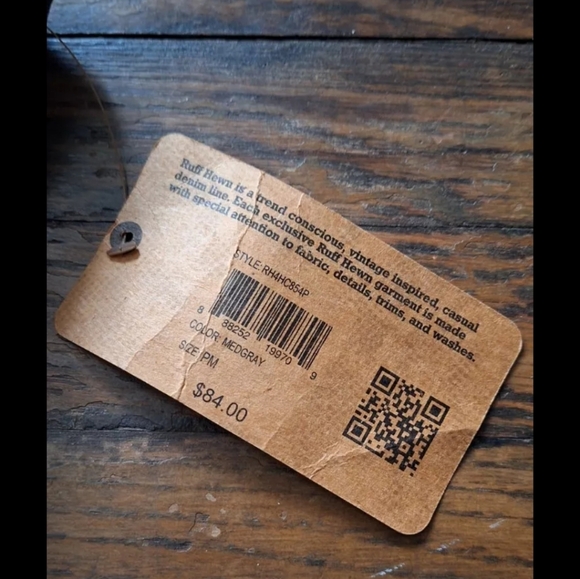 Ruff Hewn is a trend conscious, vintage inspired, casual
denim line. Each exclusive Ruff Hewn garment is made
with special attention to fabric, details, trims, and washes.
STYLE: RH4HC854P
8 38252 19970 9
COLOR: MEDGRAY
SIZE: PM
$84.00